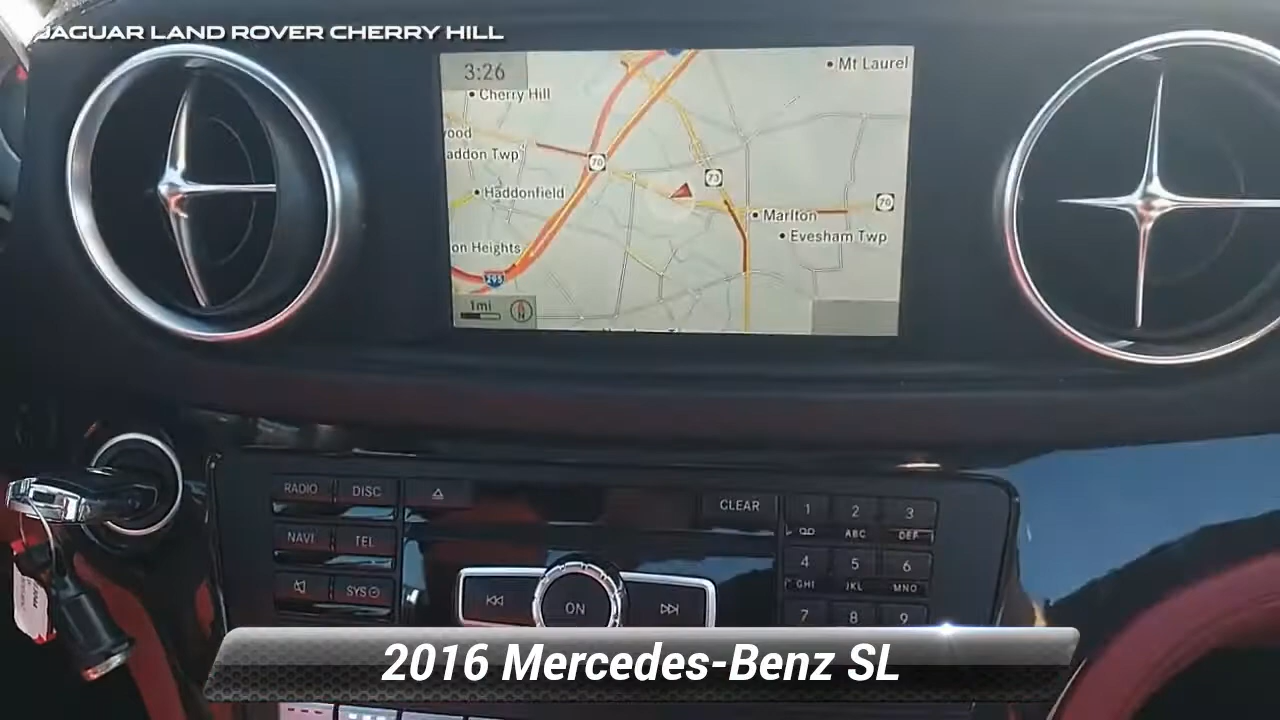 JAGUAR LAND ROVER CHERRY HILL
3:26
Mt Laurel
Cherry Hill
ood
addon Twp
70
73
Haddonfield
70
Marlton
Evesham Twp
on Heights
295
1mi
N
RADIO DISC
CLEAR
1 2 3
ABC DEF
NAVI TEL
4 5 6
GHI JKL MNO
SYS
ON
7 8 9
2016 Mercedes-Benz SL